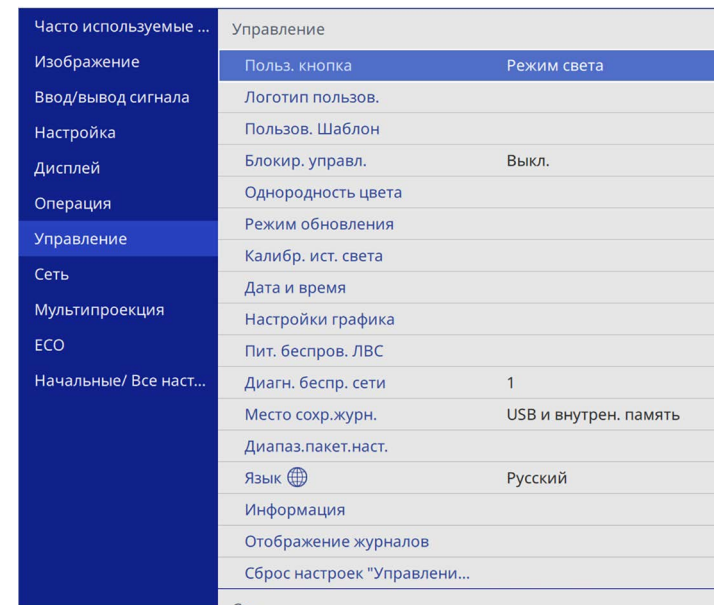 Часто используемые ...
Изображение
Ввод/вывод сигнала
Настройка
Дисплей
Операция
Управление
Сеть
Мультипроекция
ECO
Начальные/ Все наст...
Управление
Польз. кнопка Режим света
Логотип пользов.
Пользов. Шаблон
Блокир. управл. Выкл.
Однородность цвета
Режим обновления
Калибр. ист. света
Дата и время
Настройки графика
Пит. беспров. ЛВС
Диагн. беспр. сети 1
Место сохр.журн. USB и внутрен. память
Диапаз.пакет.наст.
Язык Русский
Информация
Отображение журналов
Сброс настроек "Управлени...